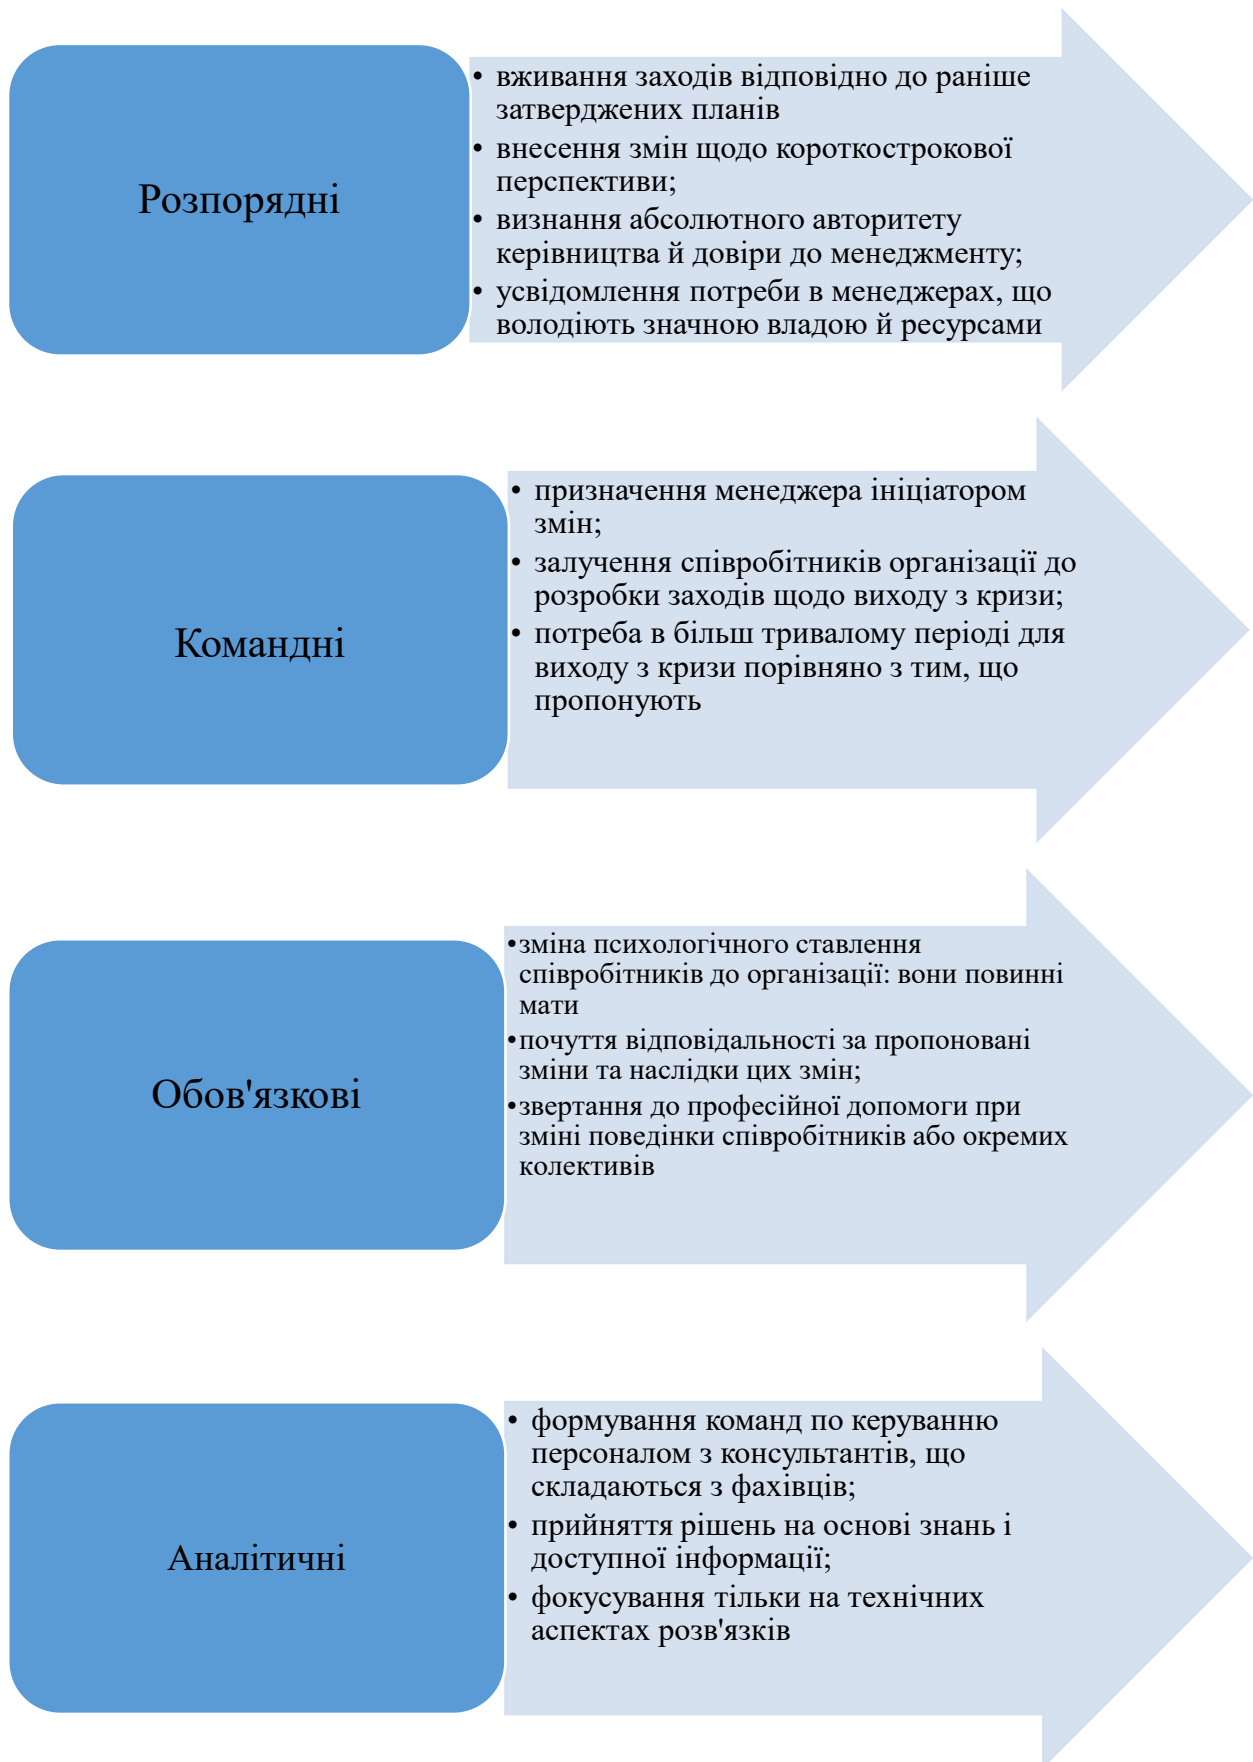 Розпорядні
• вживання заходів відповідно до раніше
затверджених планів
• внесення змін щодо короткострокової
перспективи;
• визнання абсолютного авторитету
керівництва й довіри до менеджменту;
• усвідомлення потреби в менеджерах, що
володіють значною владою й ресурсами
Командні
• призначення менеджера ініціатором
змін;
• залучення співробітників організації до
розробки заходів щодо виходу з кризи;
• потреба в більш тривалому періоді для
виходу з кризи порівняно з тим, що
пропонують
Обов'язкові
•зміна психологічного ставлення
співробітників до організації: вони повинні
мати
•почуття відповідальності за пропоновані
зміни та наслідки цих змін;
•звертання до професійної допомоги при
зміні поведінки співробітників або окремих
колективів
Аналітичні
• формування команд по керуванню
персоналом з консультантів, що
складаються з фахівців;
• прийняття рішень на основі знань і
доступної інформації;
• фокусування тільки на технічних
аспектах розв'язків